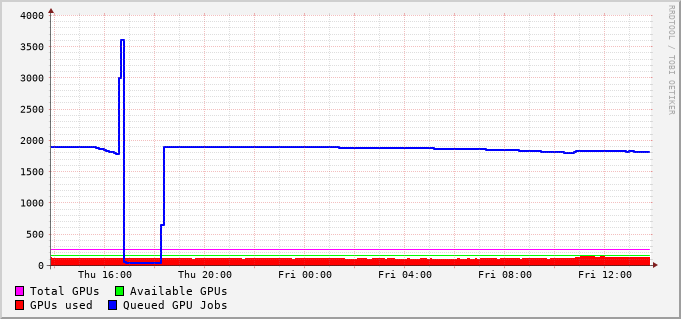 RRDTOOL / TOBI OETIKER
4000
3500
3000
2500
2000
1500
1000
500
0
Thu 16:00 Thu 20:00 Fri 00:00 Fri 04:00 Fri 08:00 Fri 12:00
Total GPUs Available GPUs
GPUs used Queued GPU Jobs